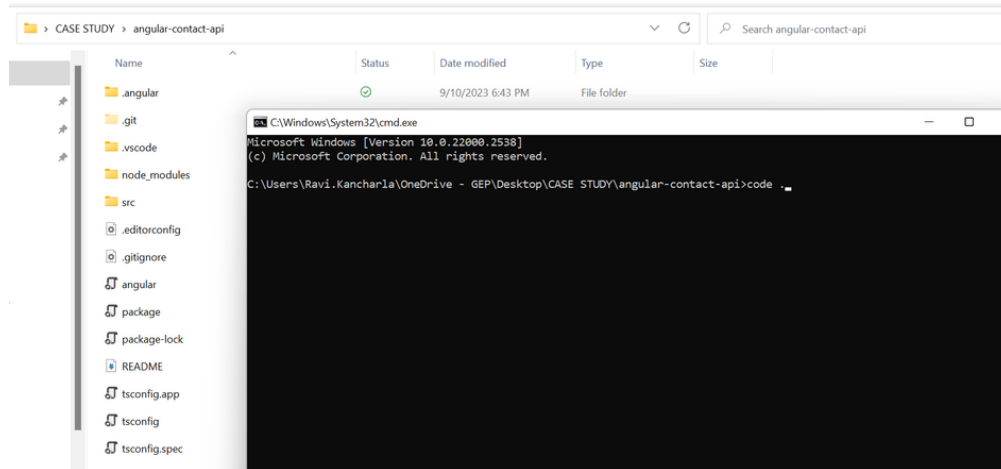 CASE STUDY > angular-contact-api
Search angular-contact-api
Name Status Date modified Type Size
.angular 9/10/2023 6:43 PM File folder
.git
.vscode
node_modules
src
.editorconfig
.gitignore
angular
package
package-lock
README
tsconfig.app
tsconfig
tsconfig.spec
C:\Windows\System32\cmd.exe
Microsoft Windows [Version 10.0.22000.2538]
(c) Microsoft Corporation. All rights reserved.
C:\Users\Ravi.Kancharla\OneDrive - GEP\Desktop\CASE STUDY\angular-contact-api>code .